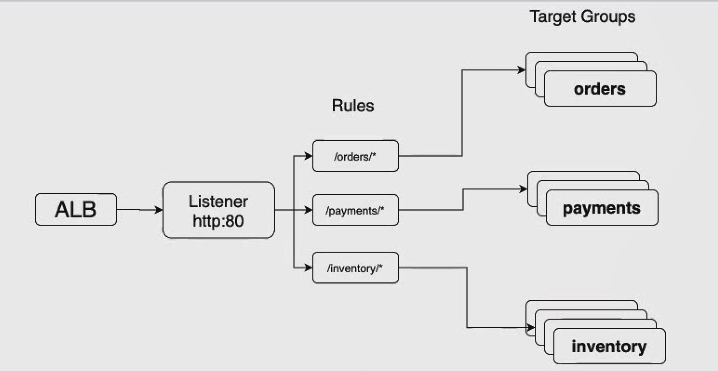 Target Groups
orders
Rules
/orders/*
ALB
Listener
http:80
/payments/*
payments
/inventory/*
inventory